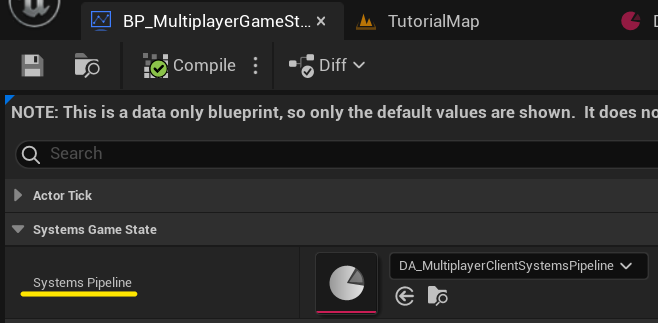 BP_MultiplayerGameSt...
TutorialMap
Compile
Diff
NOTE: This is a data only blueprint, so only the default values are shown. It does no
Search
Actor Tick
Systems Game State
Systems Pipeline
DA_MultiplayerClientSystemsPipeline